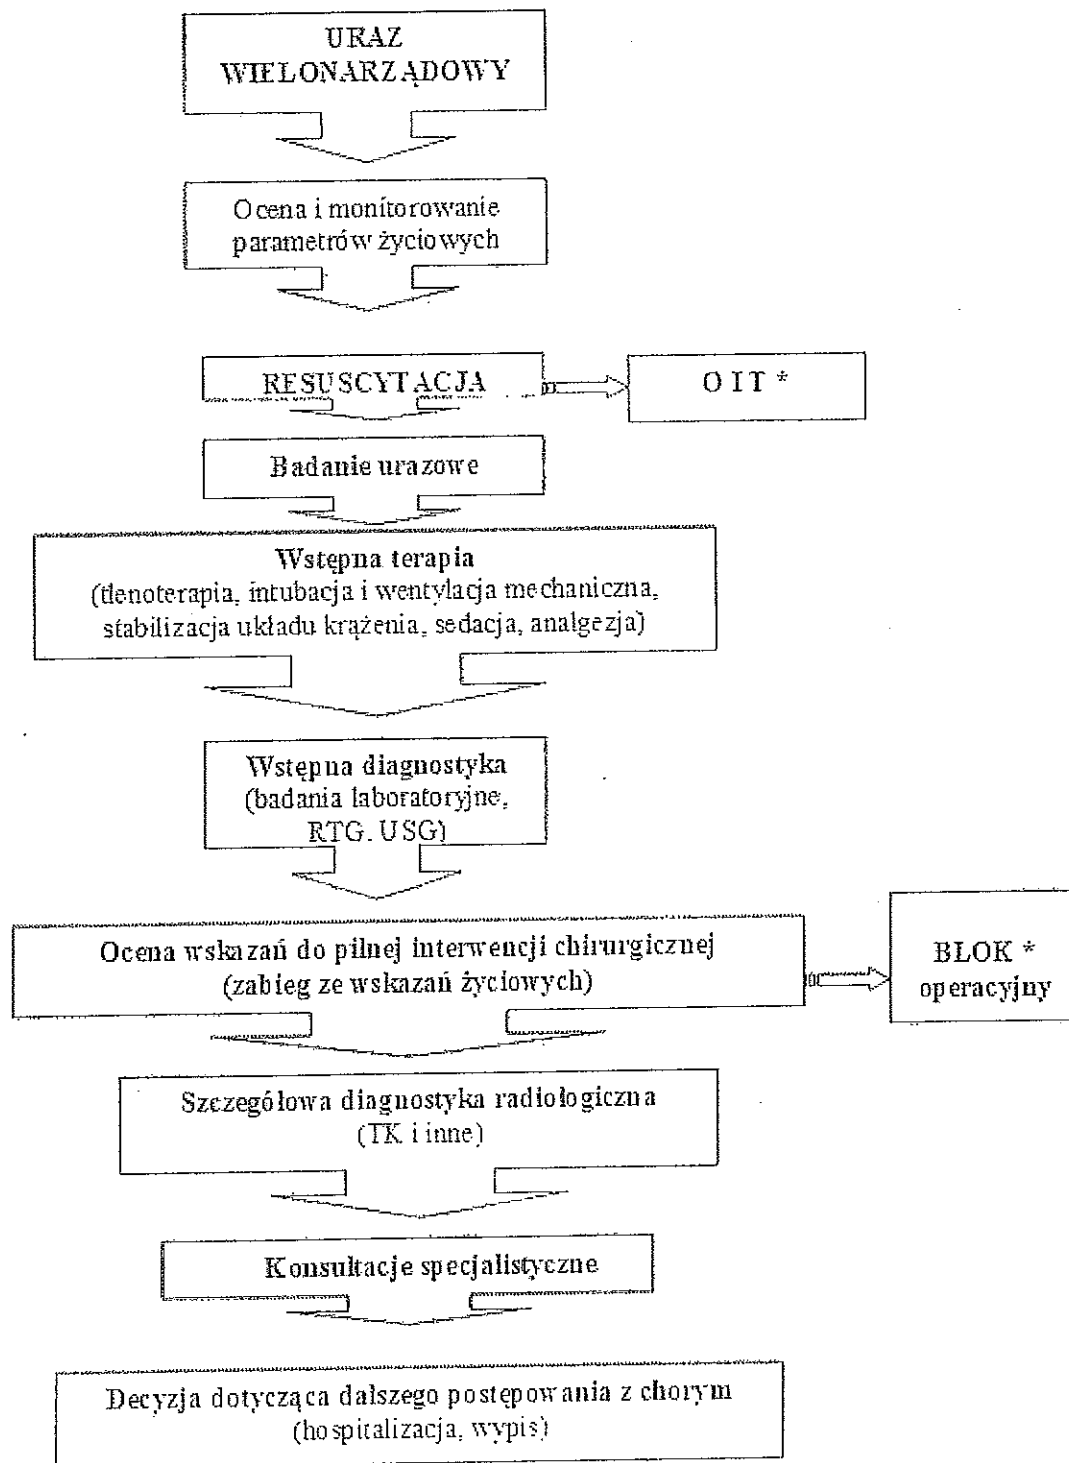 URAZ
WIELONARZĄDOWY
Ocena i monitorowanie
parametrów życiowych
RESUSCYTACJA
O I T *
Badanie urazowe
Wstępna terapia
(tlenoterapia, intubacja i wentylacja mechaniczna,
stabilizacja układu krążenia, sedacja, analgezja)
Wstępna diagnostyka
(badania laboratoryjne,
RTG. USG)
Ocena wskazań do pilnej interwencji chirurgicznej
(zabieg ze wskazań życiowych)
BLOK *
operacyjny
Szczegółowa diagnostyka radiologiczna
(TK i inne)
Konsultacje specjalistyczne
Decyzja dotycząca dalszego postępowania z chorym
(hospitalizacja, wypis)